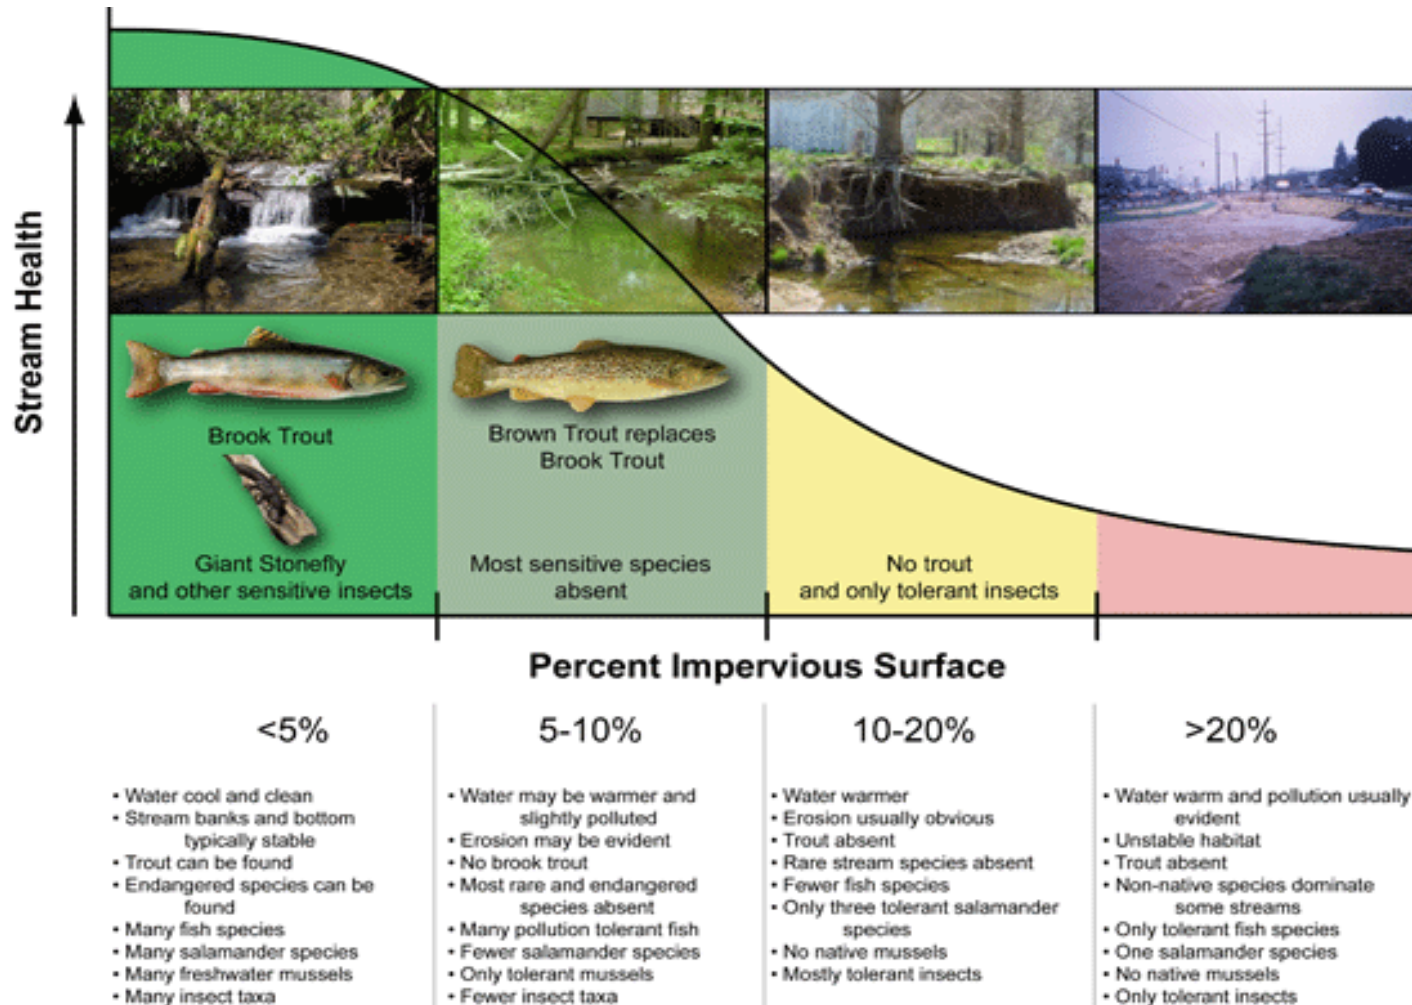 Stream Health
Brook Trout
Giant Stonefly
and other sensitive insects
Brown Trout replaces
Brook Trout
Most sensitive species
absent
No trout
and only tolerant insects
Percent Impervious Surface
<5%
• Water cool and clean
• Stream banks and bottom
typically stable
• Trout can be found
• Endangered species can be
found
• Many fish species
• Many salamander species
• Many freshwater mussels
• Many insect taxa
5-10%
• Water may be warmer and
slightly polluted
• Erosion may be evident
• No brook trout
• Most rare and endangered
species absent
• Many pollution tolerant fish
• Fewer salamander species
• Only tolerant mussels
• Fewer insect taxa
10-20%
• Water warmer
• Erosion usually obvious
• Trout absent
• Rare stream species absent
• Fewer fish species
• Only three tolerant salamander
species
• No native mussels
• Mostly tolerant insects
>20%
• Water warm and pollution usually
evident
• Unstable habitat
• Trout absent
• Non-native species dominate
some streams
• Only tolerant fish species
• One salamander species
• No native mussels
• Only tolerant insects